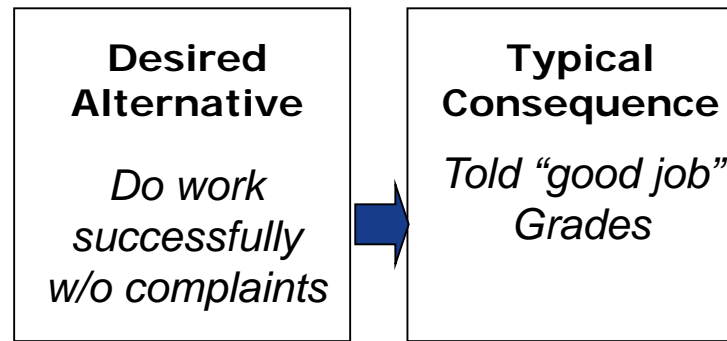 Desired
Alternative
Do work
successfully
w/o complaints
Typical
Consequence
Told “good job”
Grades